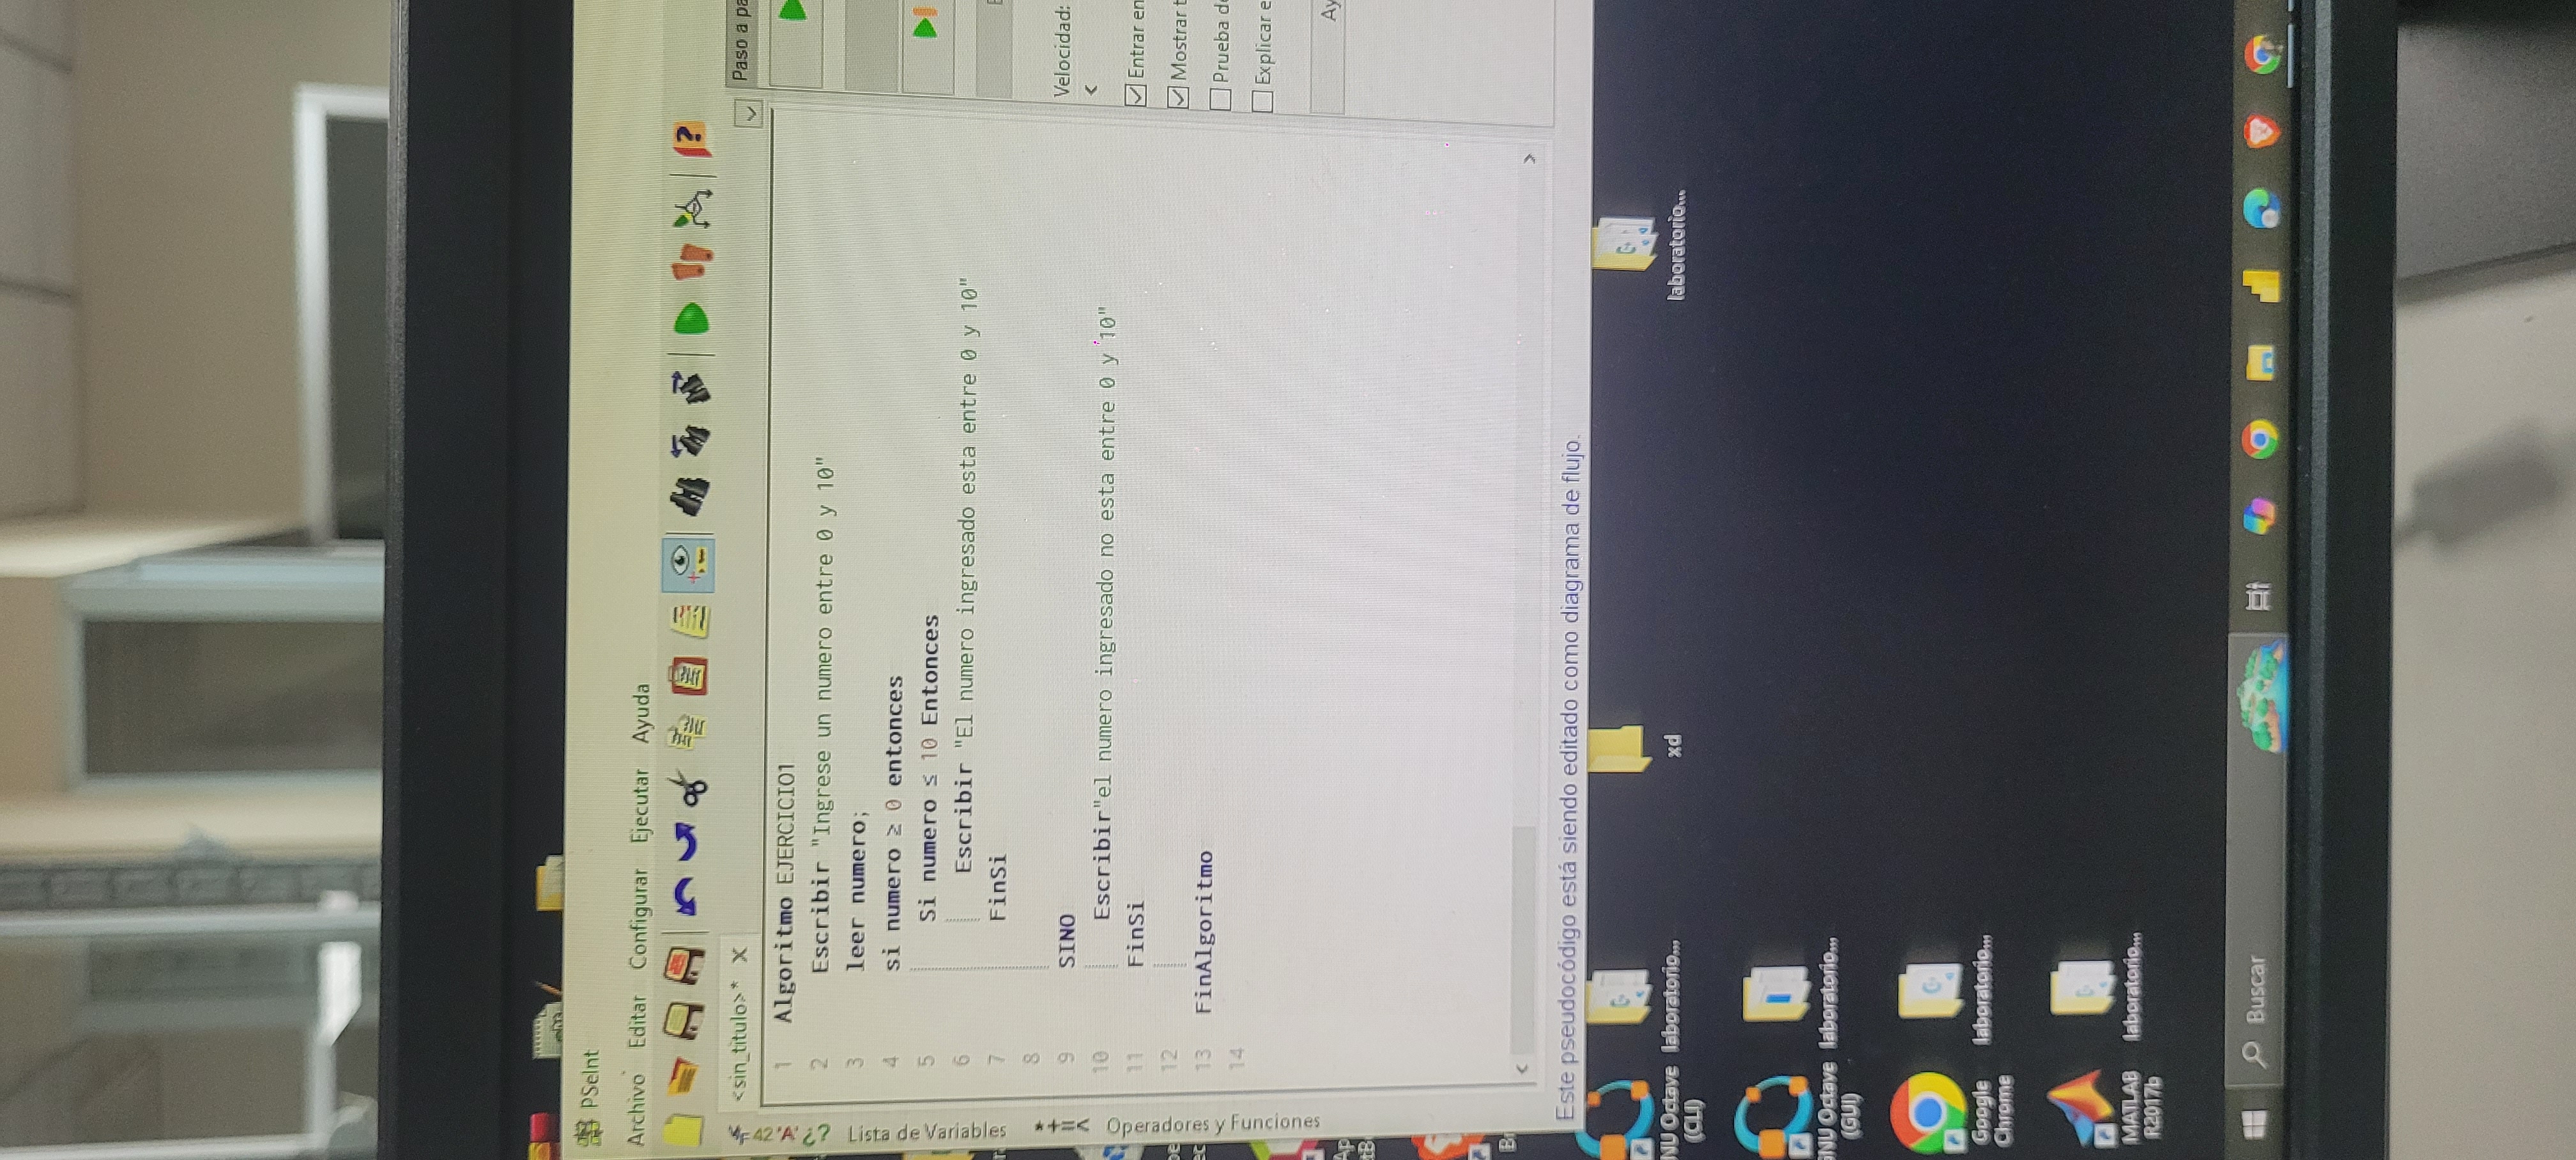 PSeInt
Archivo Editar Configurar Ejecutar Ayuda
<sin_titulo>* X
Paso a pa
1 Algoritmo EJERCICIO1
2 Escribir "Ingrese un numero entre 0 y 10"
3 leer numero;
4 si numero ≥ 0 entonces
5 Si numero ≤ 10 Entonces
6 Escribir "El numero ingresado esta entre 0 y 10"
7 FinSi
8
9 SINO
10 Escribir"el numero ingresado no esta entre 0 y 10"
11 FinSi
12
13 FinAlgoritmo
14
42 'A' ¿? Lista de Variables
*+=< Operadores y Funciones
Velocidad:
Entrar en
Mostrar t
Prueba de
Explicar e
Ay
Este pseudocódigo está siendo editado como diagrama de flujo.
NU Octave
(CLI)
laboratorio...
xd
laboratorio...
GNU Octave
(GUI)
laboratorio...
Google
Chrome
laboratorio...
MATLAB
R2017b
laboratorio...
Buscar